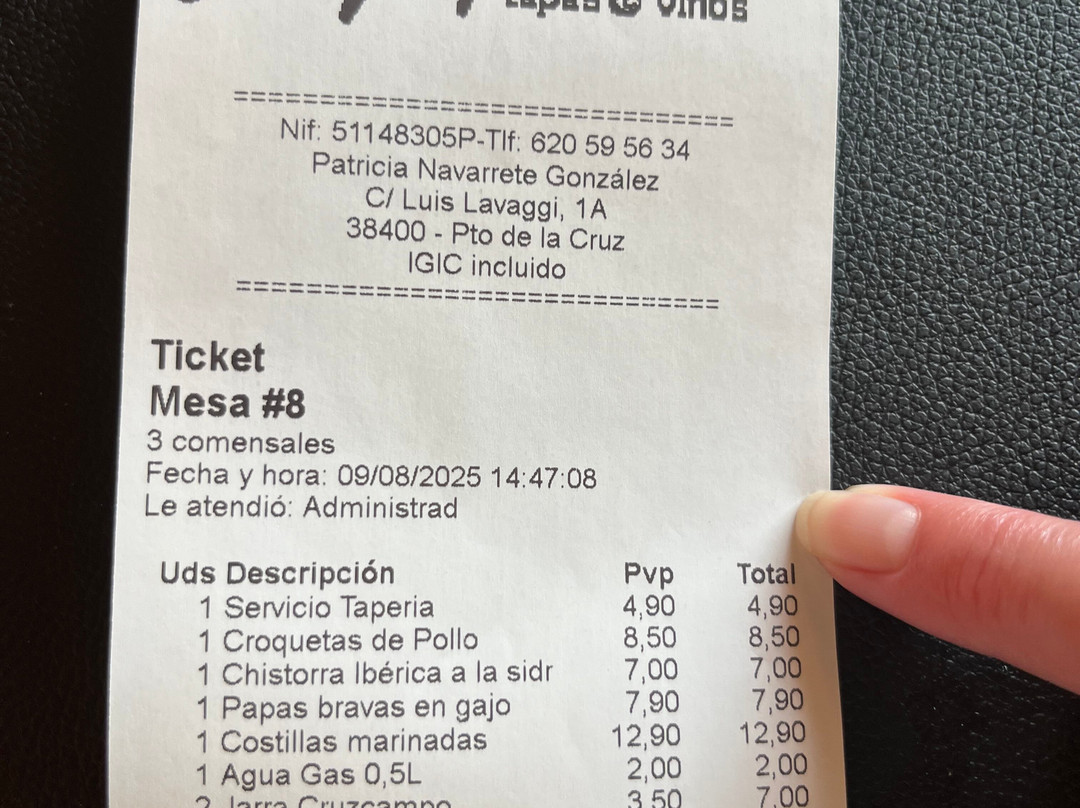 tapas & vinos
==================================
Nif: 51148305P-Tlf: 620 59 56 34
Patricia Navarrete González
C/ Luis Lavaggi, 1A
38400 - Pto de la Cruz
IGIC incluido
==================================
Ticket
Mesa #8
3 comensales
Fecha y hora: 09/08/2025 14:47:08
Le atendió: Administrad
Uds Descripción Pvp Total
1 Servicio Taperia 4,90 4,90
1 Croquetas de Pollo 8,50 8,50
1 Chistorra Ibérica a la sidr 7,00 7,00
1 Papas bravas en gajo 7,90 7,90
1 Costillas marinadas 12,90 12,90
1 Agua Gas 0,5L 2,00 2,00
2 Jarra Cruzcampo 3,50 7,00